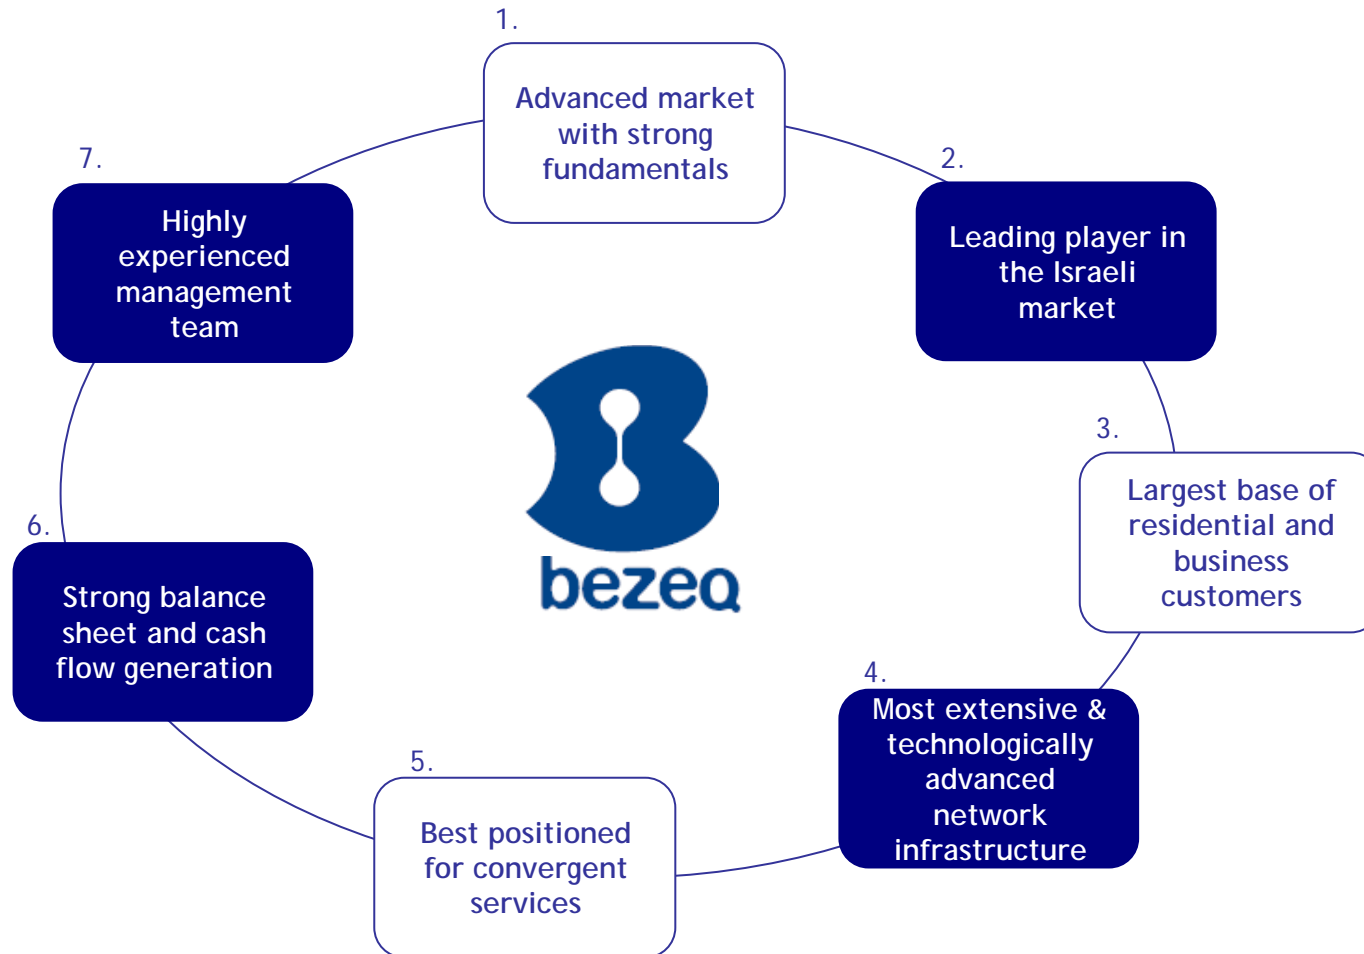 1.
Advanced market
with strong
fundamentals
2.
Leading player in
the Israeli
market
3.
Largest base of
residential and
business
customers
4.
Most extensive &
technologically
advanced
network
infrastructure
5.
Best positioned
for convergent
services
6.
Strong balance
sheet and cash
flow generation
7.
Highly
experienced
management
team
bezeq